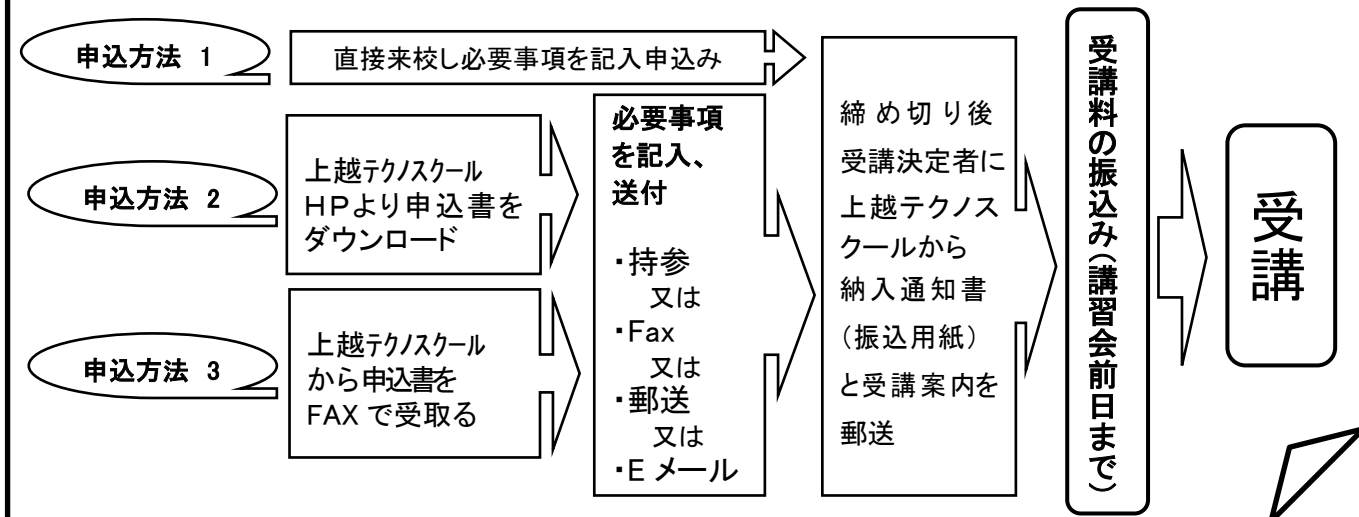 申込方法 1
直接来校し必要事項を記入申込み
申込方法 2
上越テクノスクール
HPより申込書を
ダウンロード
申込方法 3
上越テクノスクール
から申込書を
FAXで受取る
必要事項
を記入、
送付
・持参
又は
・Fax
又は
・郵送
又は
・Eメール
締め切り後
受講決定者に
上越テクノス
クールから
納入通知書
(振込用紙)
と受講案内を
郵送
受講料の振込み(講習会前日まで)
受講